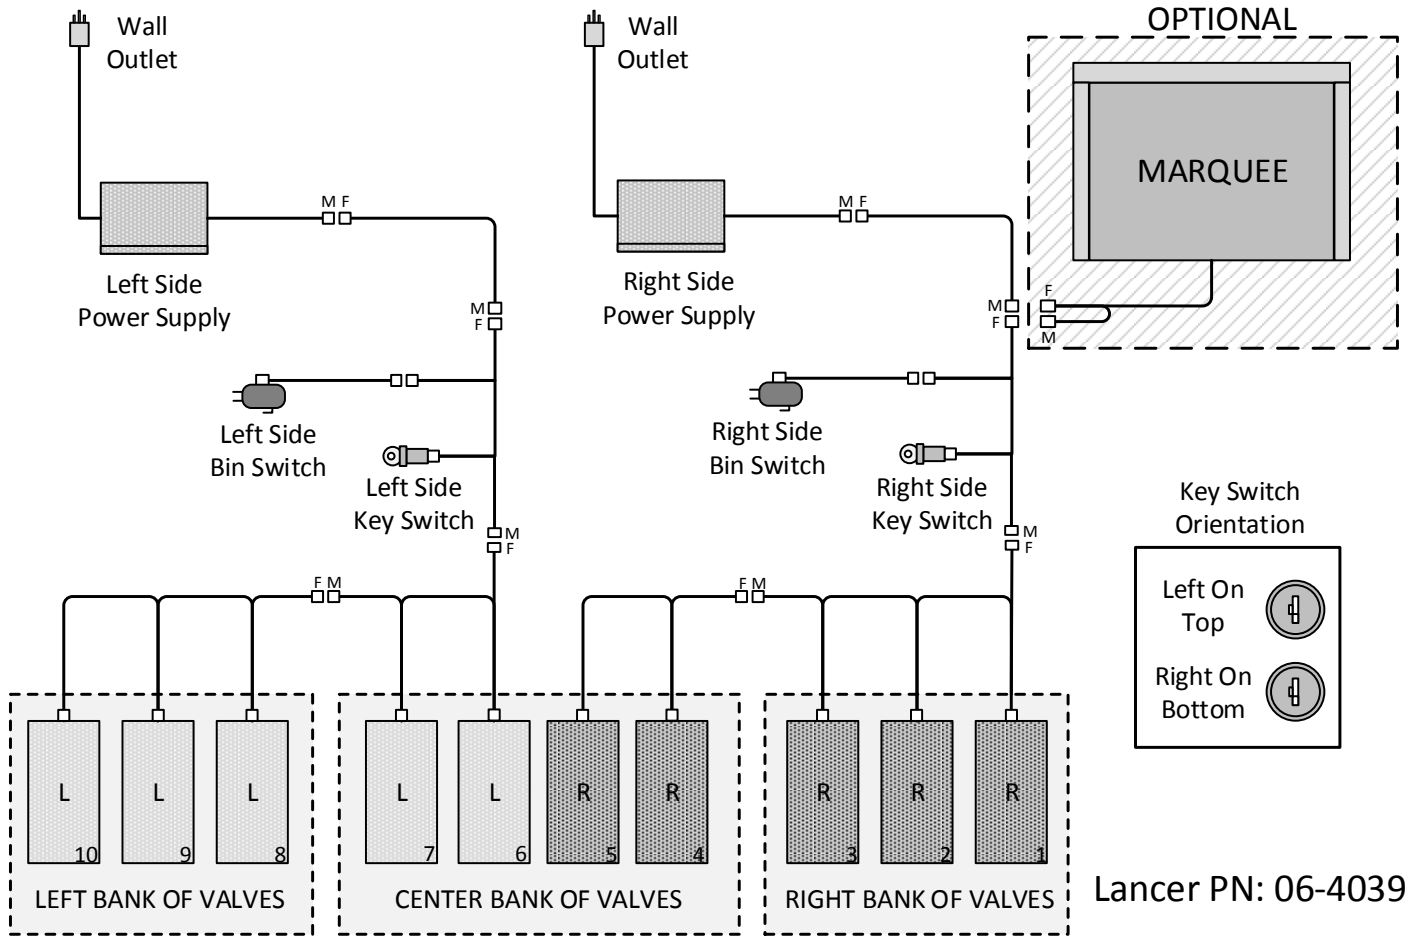 Wall
Outlet
Wall
Outlet
OPTIONAL
MARQUEE
M F
M F
Left Side
Power Supply
Right Side
Power Supply
M
F
M
F
F
M
Left Side
Bin Switch
Right Side
Bin Switch
Left Side
Key Switch
Right Side
Key Switch
Key Switch
Orientation
M
F
M
F
Left On
Top
Right On
Bottom
F M
F M
L
L
L
L
L
R
R
R
R
R
10
9
8
7
6
5
4
3
2
1
LEFT BANK OF VALVES
CENTER BANK OF VALVES
RIGHT BANK OF VALVES
Lancer PN: 06-4039